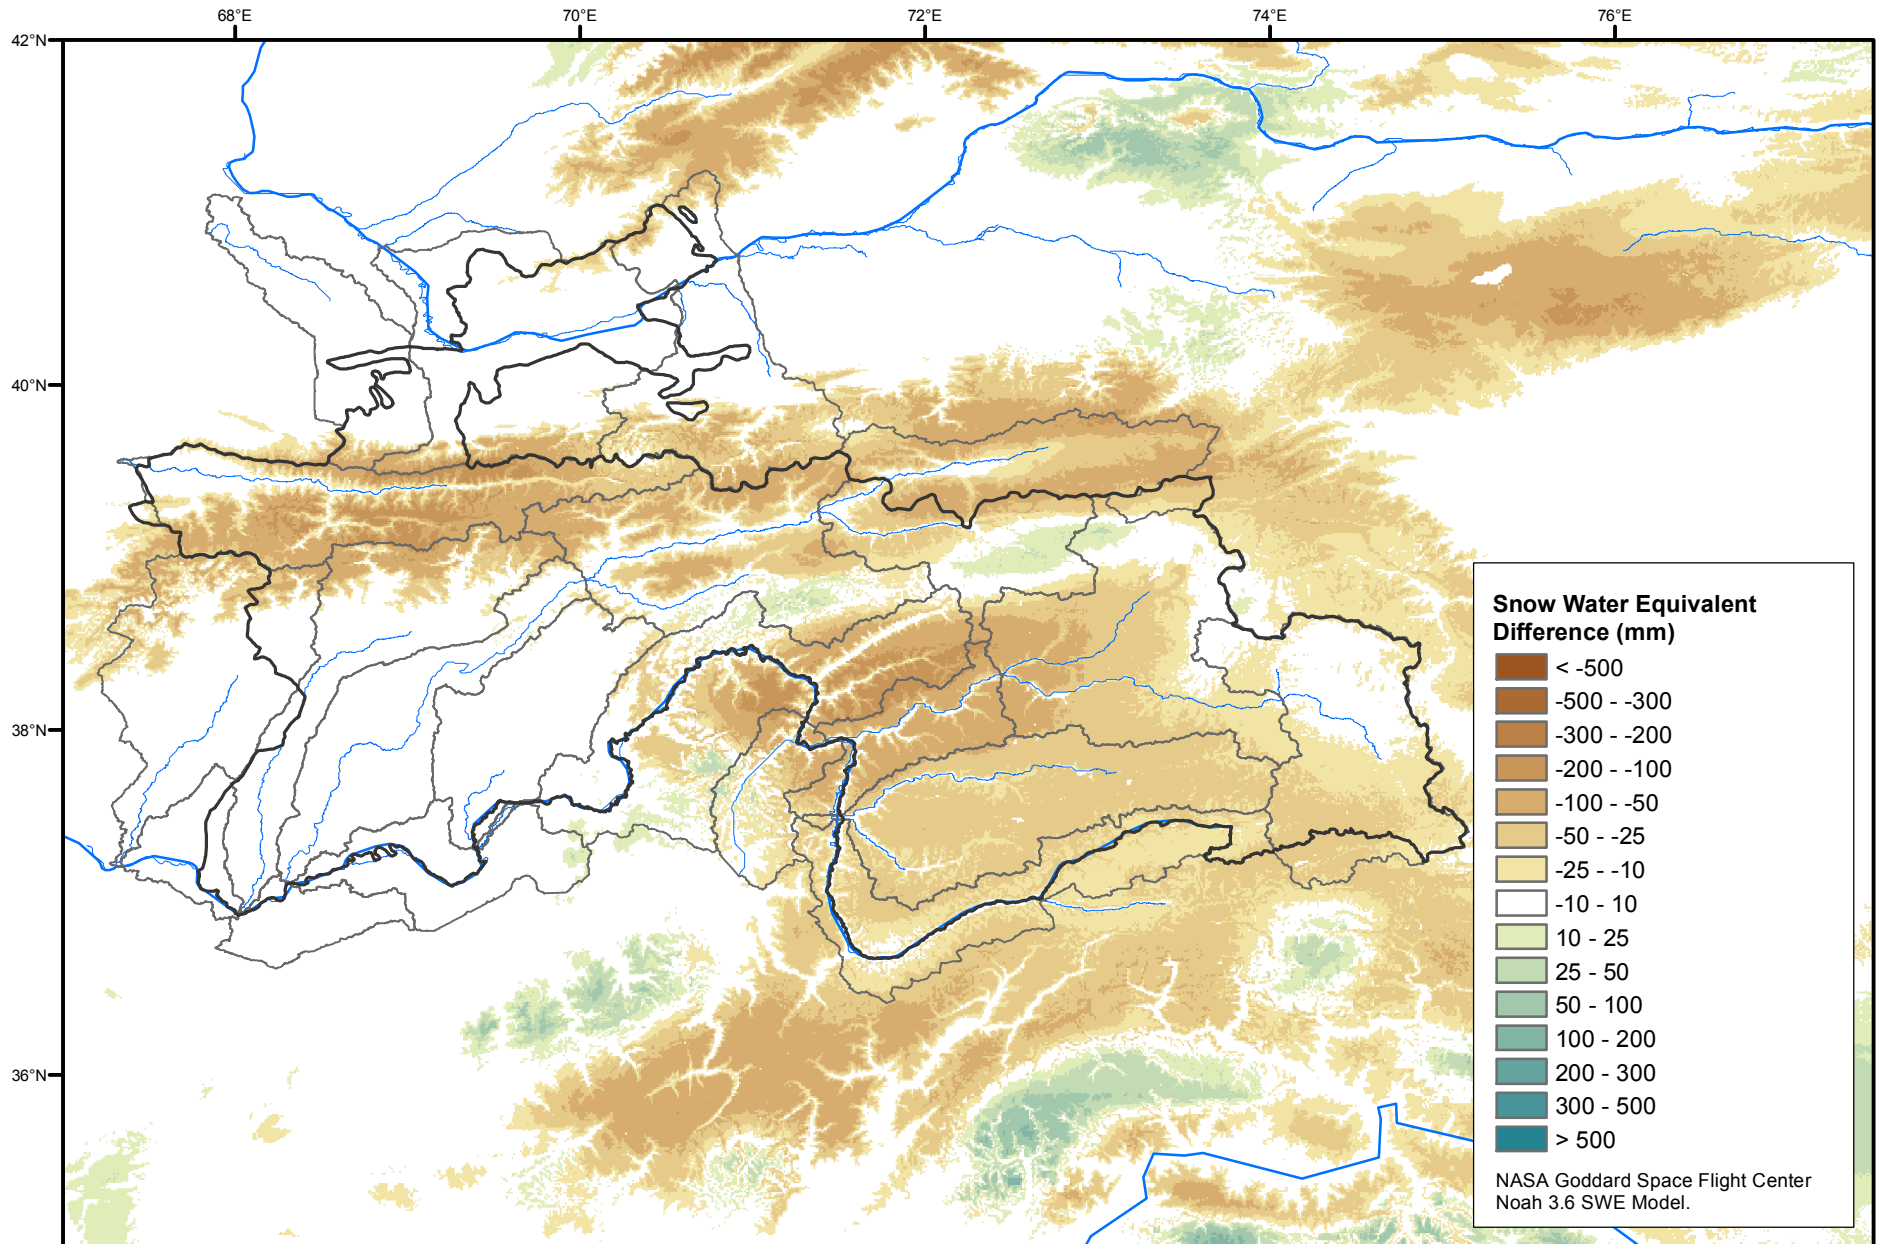 68°E
70°E
72°E
74°E
76°E
42°N
40°N
38°N
36°N
Snow Water Equivalent
Difference (mm)
< -500
-500 - -300
-300 - -200
-200 - -100
-100 - -50
-50 - -25
-25 - -10
-10 - 10
10 - 25
25 - 50
50 - 100
100 - 200
200 - 300
300 - 500
> 500
NASA Goddard Space Flight Center
Noah 3.6 SWE Model.